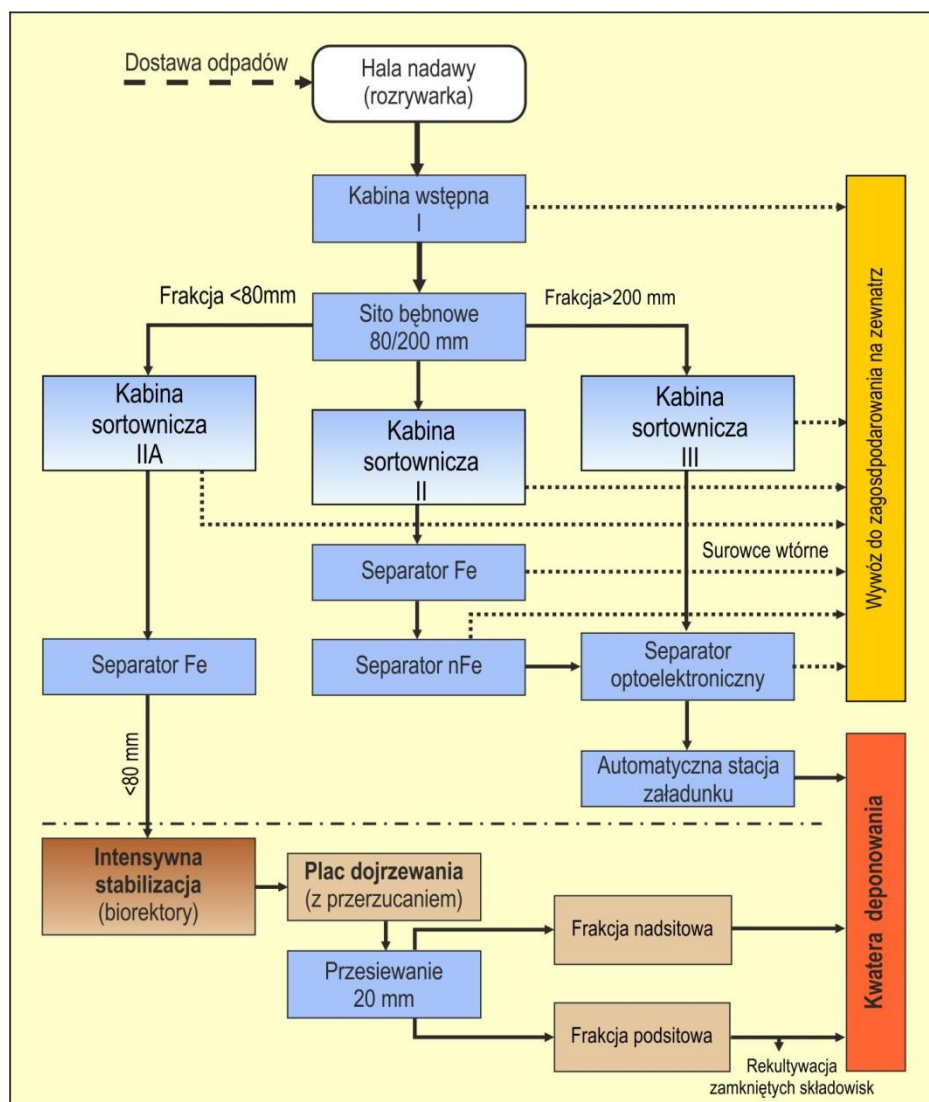 Dostawa odpadów
Hala nadawy
(rozrywarka)
Kabina wstępna
I
Frakcja <80mm
Sito bębnowe
80/200 mm
Frakcja>200 mm
Kabina
sortownicza
IIA
Kabina
sortownicza
II
Kabina
sortownicza
III
Surowce wtórne
Separator Fe
Separator Fe
Separator nFe
Separator
optoelektroniczny
Wywóz do zagosdpodarowania na zewnatrz
<80 mm
Automatyczna stacja
załadunku
Intensywna
stabilizacja
(biorektory)
Plac dojrzewania
(z przerzucaniem)
Przesiewanie
20 mm
Frakcja nadsitowa
Frakcja podsitowa
Rekultywacja
zamkniętych składowisk
Kwatera deponowania